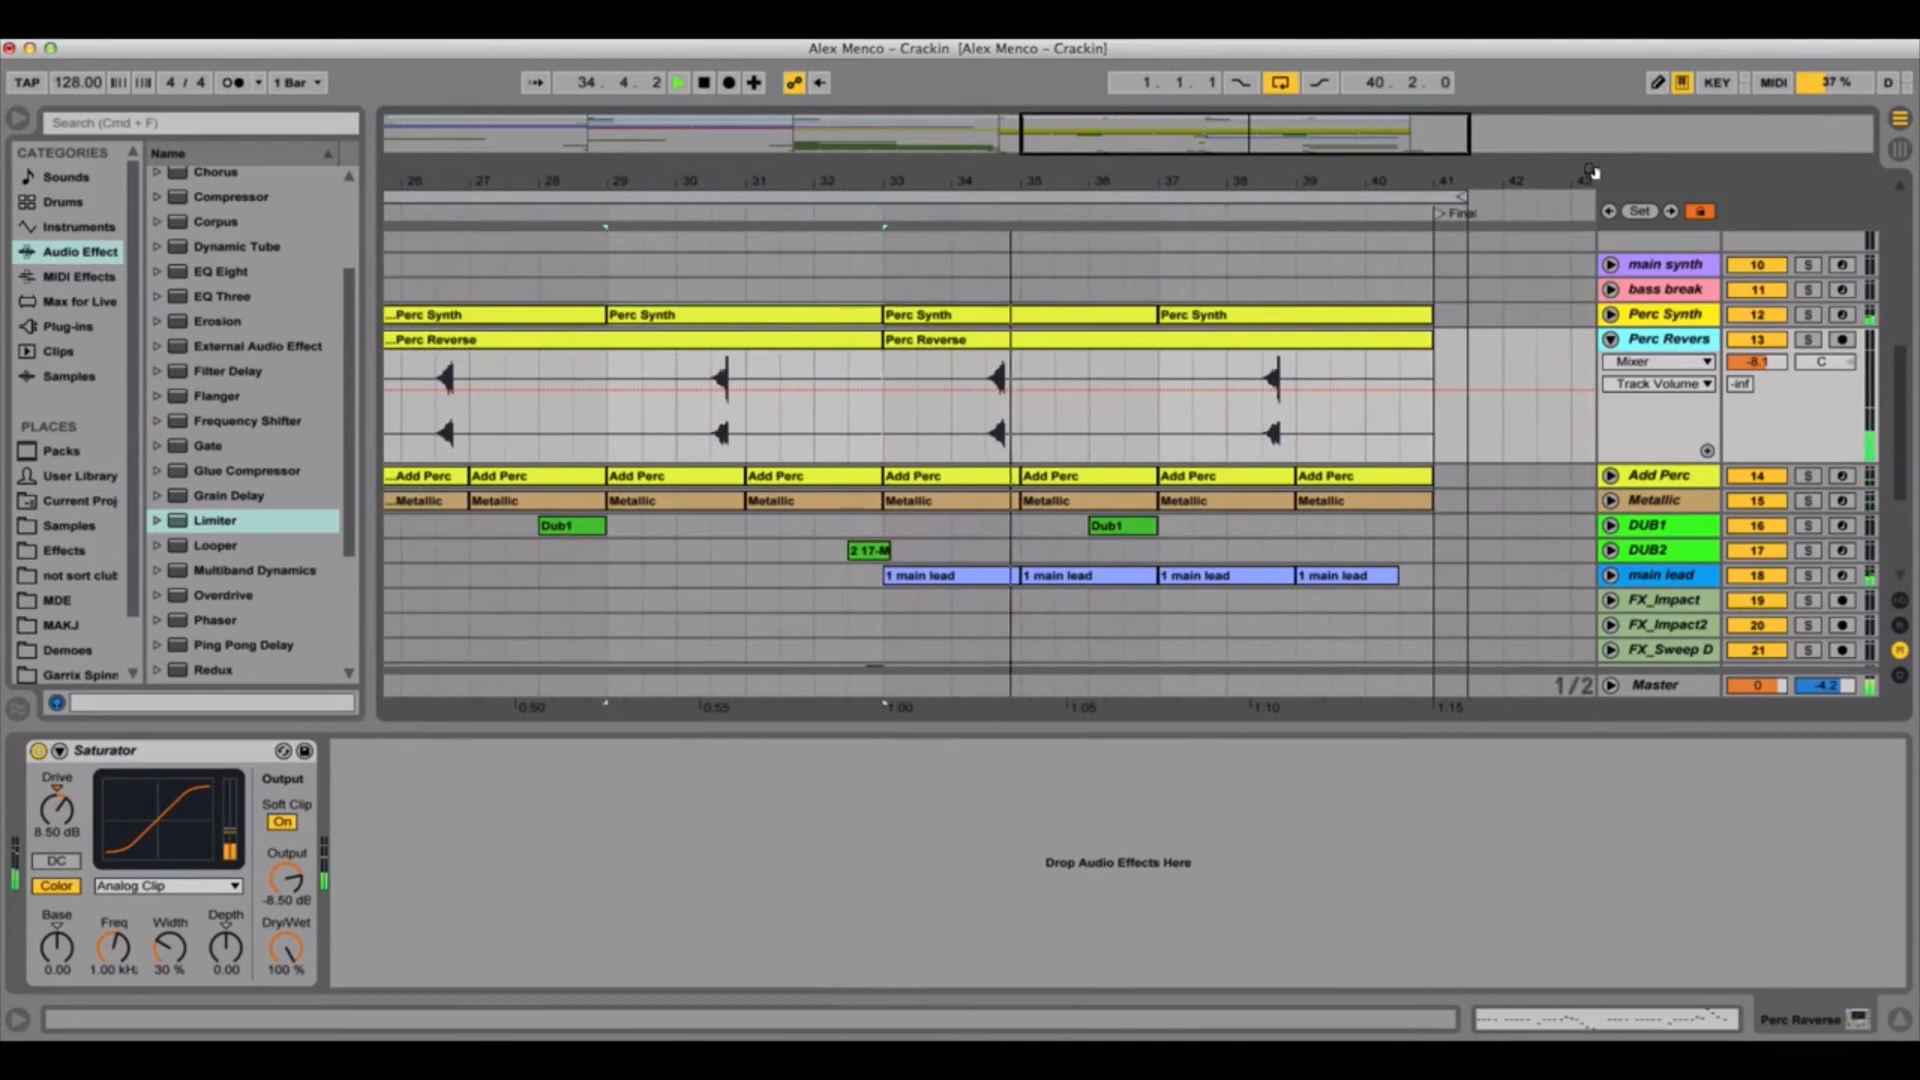 Alex Menco – Crackin [Alex Menco – Crackin]
TAP 128.00 4 / 4 1 Bar 34. 4. 2 1. 1. 1 40. 2. 0 KEY MIDI 37 % D
Search (Cmd + F)
CATEGORIES
Sounds
Drums
Instruments
Audio Effect
MIDI Effects
Max for Live
Plug-ins
Clips
Samples
PLACES
Packs
User Library
Current Proj
Samples
Effects
not sort club
MDE
MAKJ
Demoes
Garrix Spinn
Name
Chorus
Compressor
Corpus
Dynamic Tube
EQ Eight
EQ Three
Erosion
External Audio Effect
Filter Delay
Flanger
Frequency Shifter
Gate
Glue Compressor
Grain Delay
Limiter
Looper
Multiband Dynamics
Overdrive
Phaser
Ping Pong Delay
Redux
26 27 28 29 30 31 32 33 34 35 36 37 38 39 40 41 42 43
Final
Set
main synth 10 S
bass break 11 S
...Perc Synth Perc Synth Perc Synth Perc Synth
Perc Synth 12 S
...Perc Reverse Perc Reverse
Perc Revers 13 S
Mixer -8.1 C
Track Volume -inf
...Add Perc Add Perc Add Perc Add Perc Add Perc Add Perc Add Perc Add Perc
Add Perc 14 S
...Metallic Metallic Metallic Metallic Metallic Metallic Metallic Metallic
Metallic 15 S
Dub1 Dub1
DUB1 16 S
2 17-M
DUB2 17 S
1 main lead 1 main lead 1 main lead 1 main lead
main lead 18 S
FX_Impact 19 S
FX_Impact2 20 S
FX_Sweep D 21 S
1/2 Master 0 -4.2
0:50 0:55 1:00 1:05 1:10 1:15
Saturator
Drive
8.50 dB
DC
Color
Analog Clip
Output
Soft Clip
On
Output
-8.50 dB
Base Freq Width Depth Dry/Wet
0.00 1.00 kHz 30 % 0.00 100 %
Drop Audio Effects Here
Perc Reverse